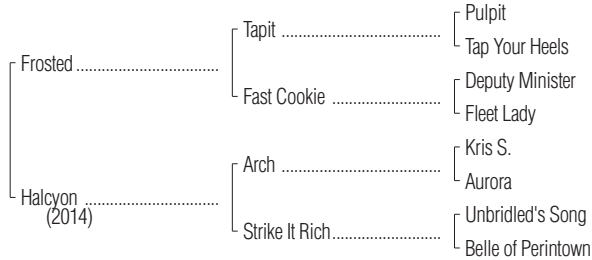 Pulpit
Tapit ........................................
Tap Your Heels
Frosted ....................................
Deputy Minister
Fast Cookie ...........................
Fleet Lady
Kris S.
Arch ........................................
Aurora
Halcyon ..................................
(2014)
Unbridled's Song
Strike It Rich...........................
Belle of Perintown